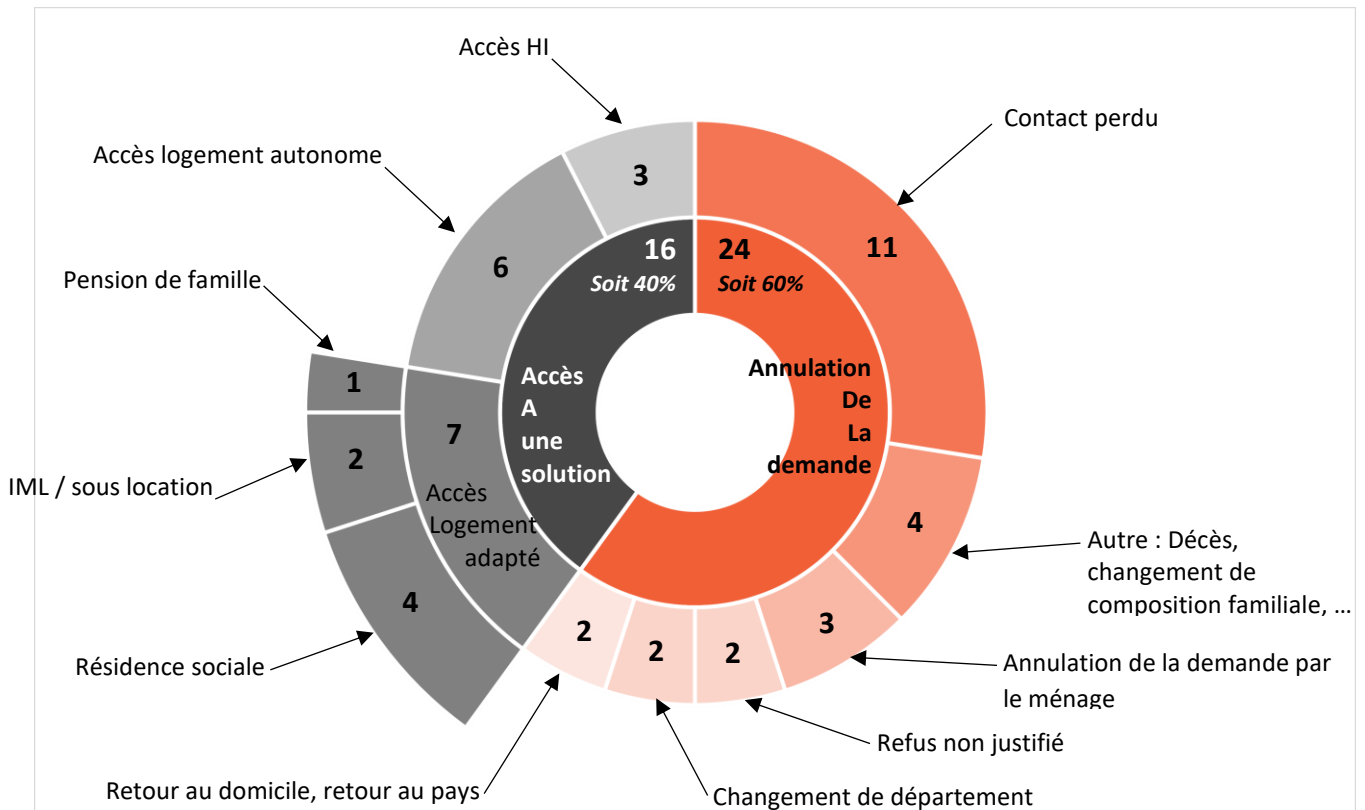 Accès HI
Contact perdu
Accès logement autonome
3
16
24
11
Soit 40%
Soit 60%
6
Pension de famille
Accès
A
une
solution
Annulation
De
La
demande
1
7
2
IML / sous location
Accès
Logement
adapté
4
4
Autre : Décès,
changement de
composition familiale, …
3
2
2
2
Résidence sociale
Annulation de la demande par
le ménage
Refus non justifié
Retour au domicile, retour au pays
Changement de département